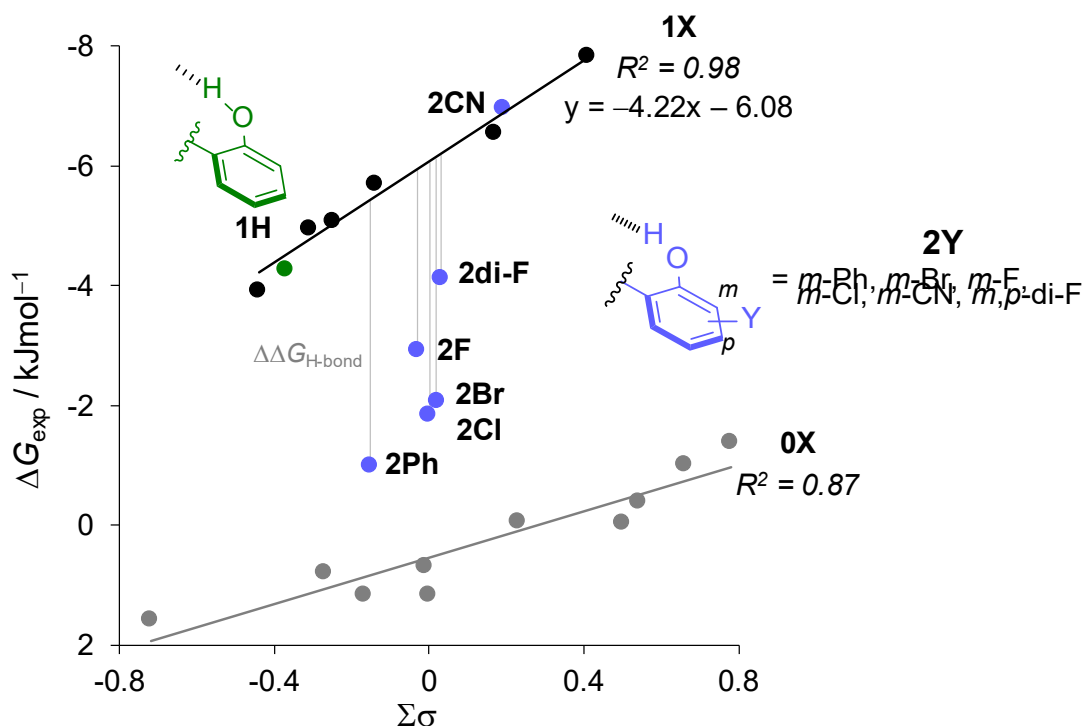 1X
R² = 0.98
y = −4.22x − 6.08
2CN
H
O
1H
2di-F
2F
ΔΔG_H-bond
2Br
2Cl
2Ph
H
O
m
Y
p
2Y
= m-Ph, m-Br, m-F,
m-Cl, m-CN, m,p-di-F
0X
R² = 0.87
ΔG_exp / kJmol⁻¹
-8
-6
-4
-2
0
2
-0.8
-0.4
0
0.4
0.8
Σσ